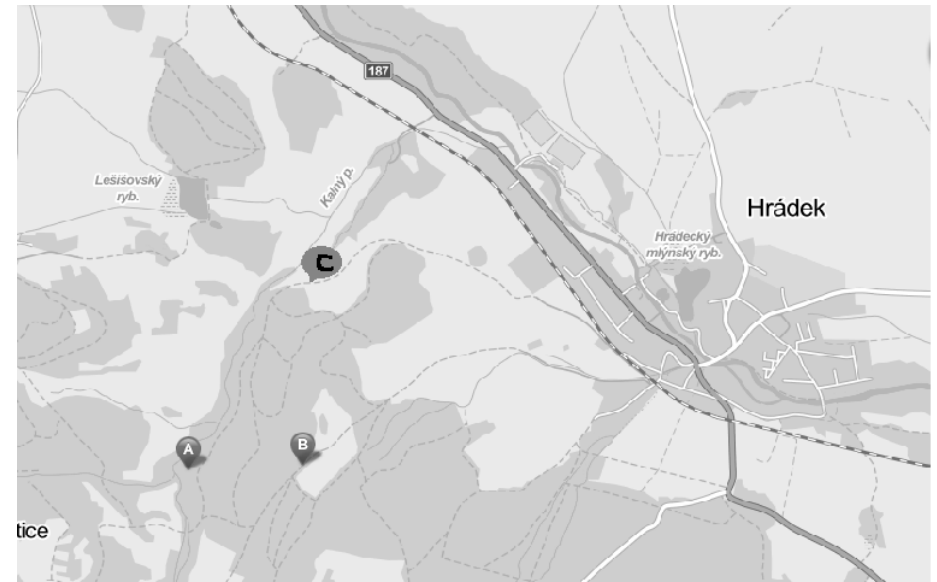 187
Lešišovský
ryb.
Kalný p.
Hrádek
Hrádecký
mlýnský ryb.
C
A
B
tice